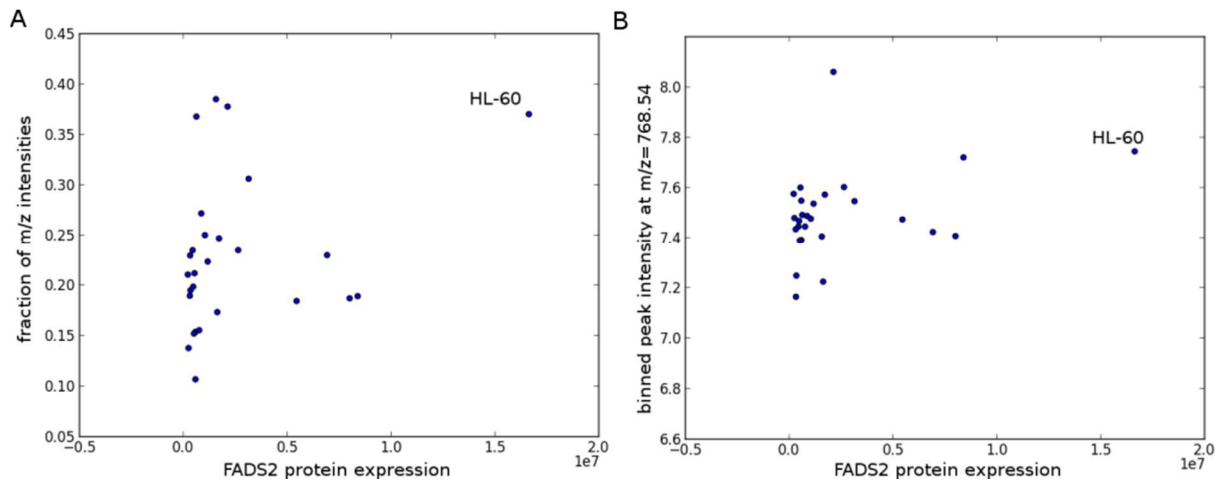 A
0.45
0.40
0.35
0.30
0.25
0.20
0.15
0.10
0.05
fraction of m/z intensities
HL-60
−0.5
0.0
0.5
1.0
1.5
2.0
1e7
FADS2 protein expression
B
8.0
7.8
7.6
7.4
7.2
7.0
6.8
6.6
binned peak intensity at m/z=768.54
HL-60
−0.5
0.0
0.5
1.0
1.5
2.0
1e7
FADS2 protein expression